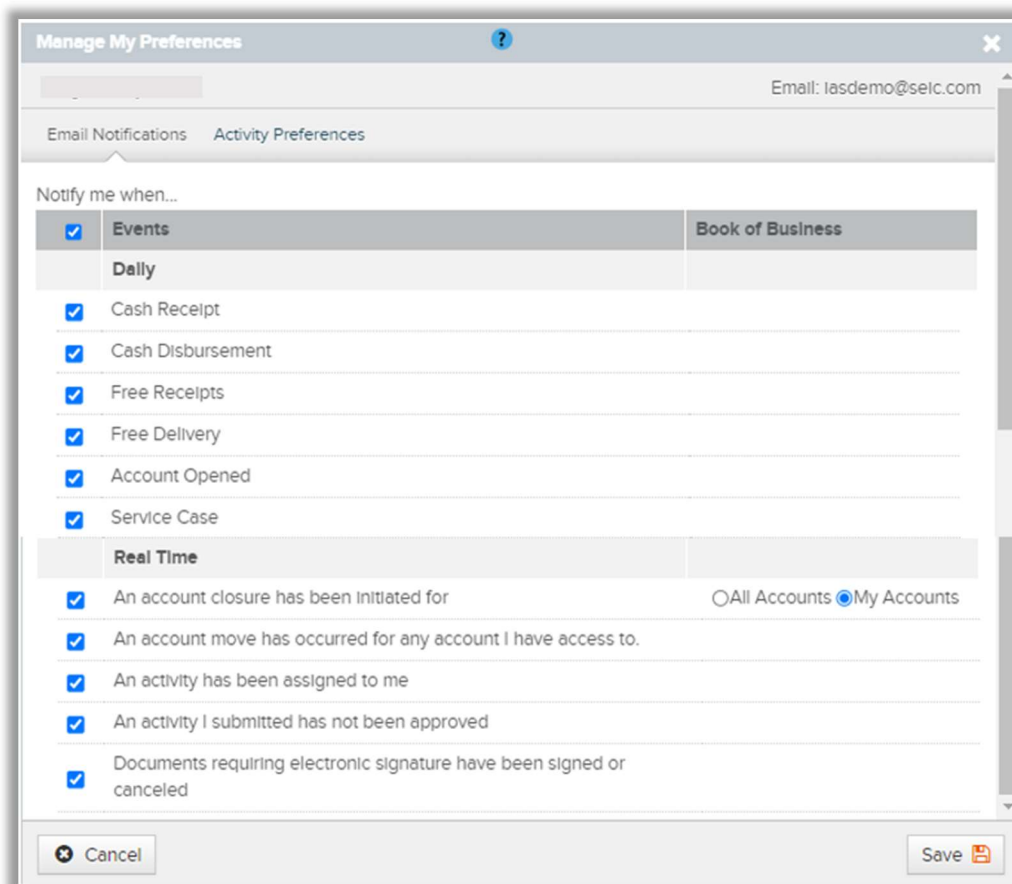 Manage My Preferences ?
Email: iasdemo@seic.com
Email Notifications Activity Preferences
Notify me when...
Events Book of Business
Daily
Cash Receipt
Cash Disbursement
Free Receipts
Free Delivery
Account Opened
Service Case
Real Time
An account closure has been initiated for All Accounts My Accounts
An account move has occurred for any account I have access to.
An activity has been assigned to me
An activity I submitted has not been approved
Documents requiring electronic signature have been signed or
canceled
Cancel Save